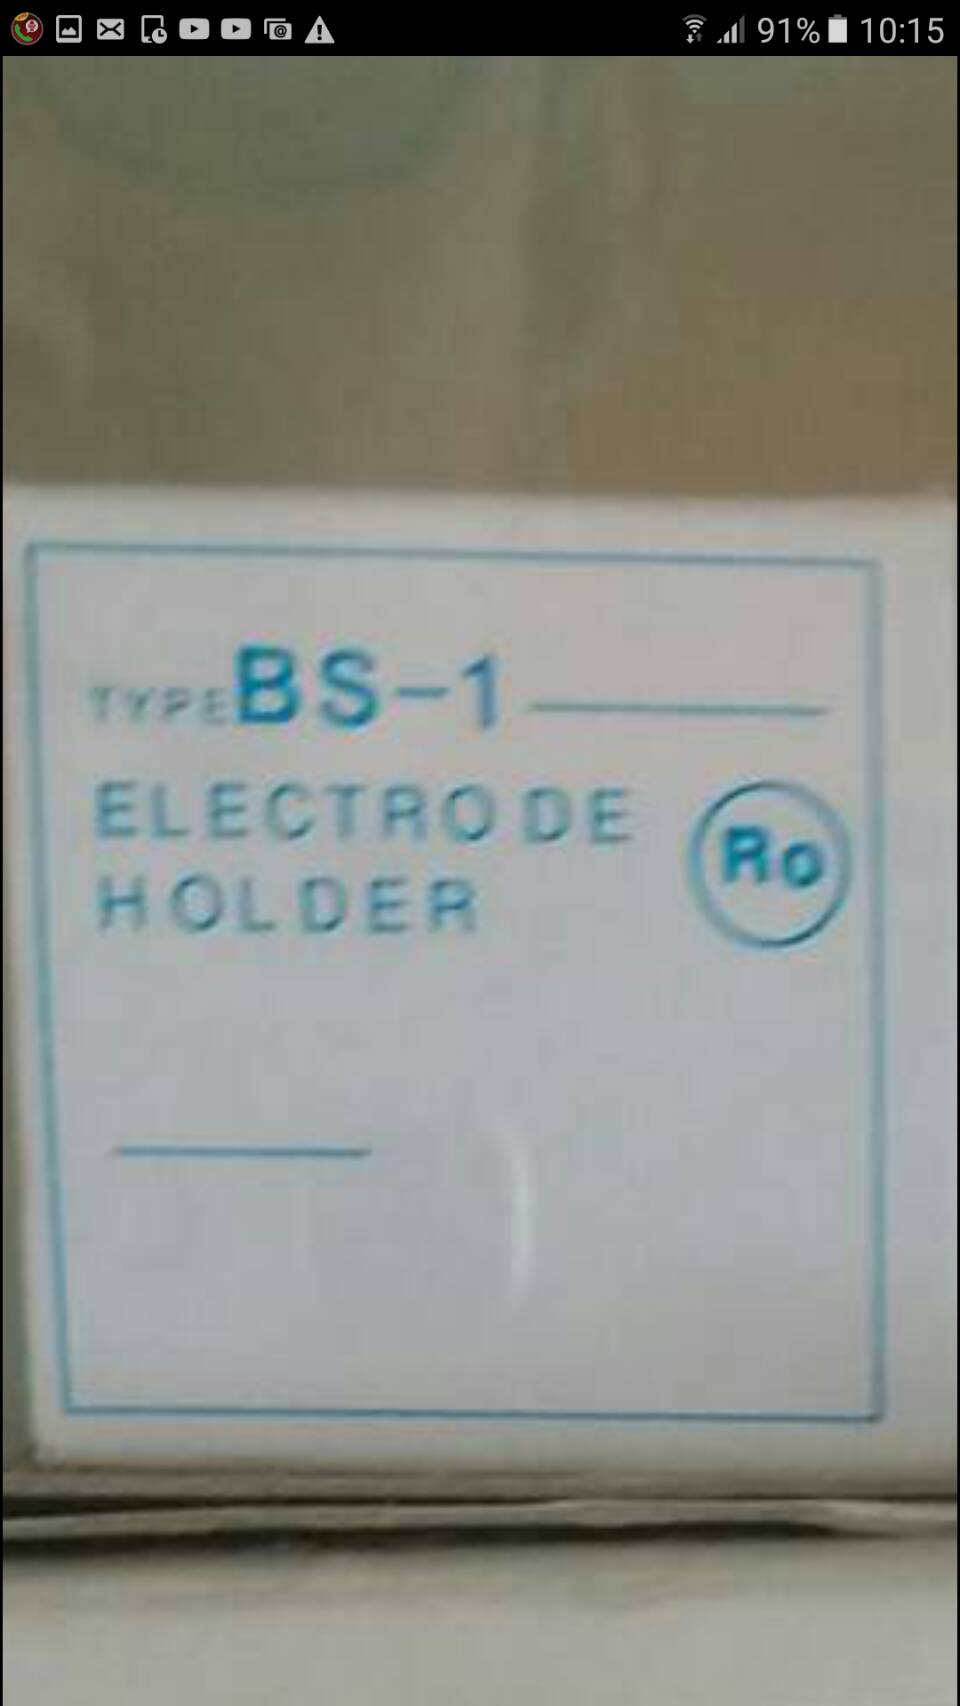 91% 10:15
TYPE BS-1
ELECTRODE
HOLDER
Ro